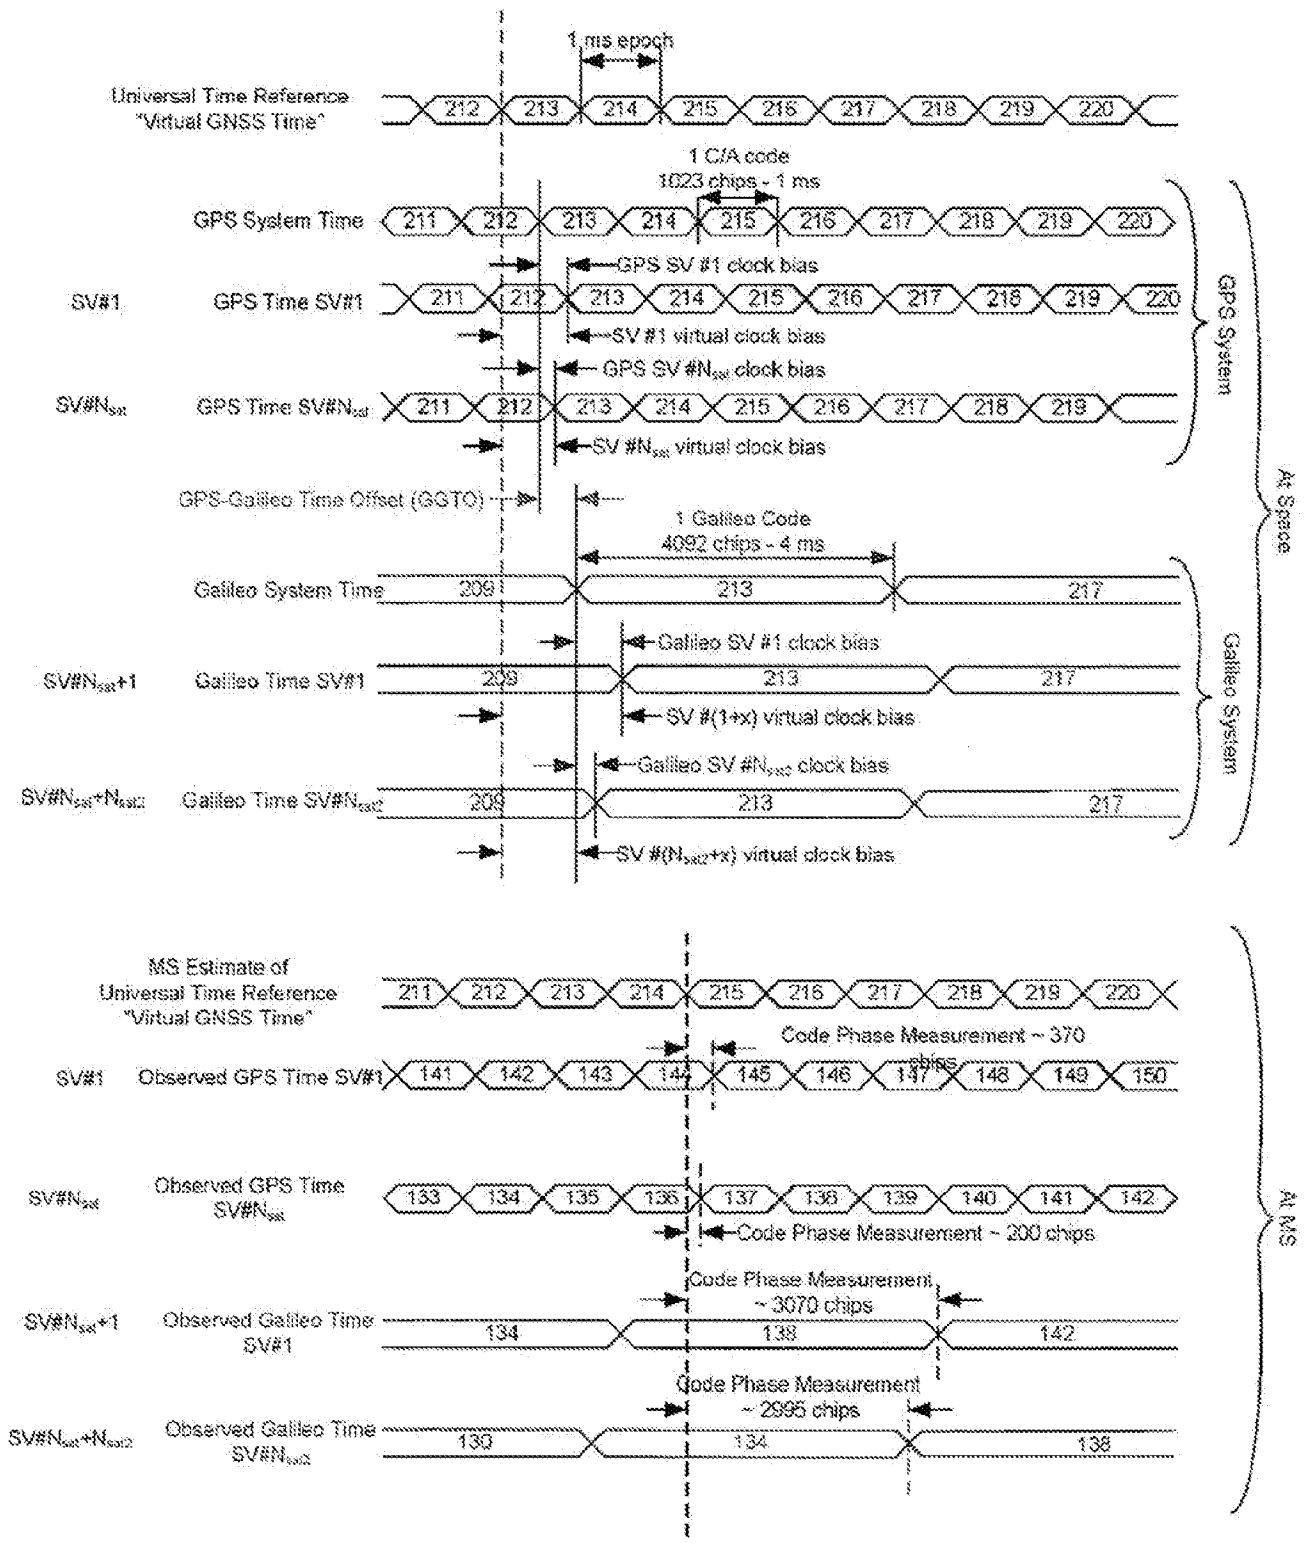 1 ms epoch
Universal Time Reference
"Virtual GNSS Time"
212 213 214 215 216 217 218 219 220
1 C/A code
1023 chips - 1 ms
GPS System Time
211 212 213 214 215 216 217 218 219 220
GPS SV #1 clock bias
SV#1 GPS Time SV#1
211 212 213 214 215 216 217 218 219 220
SV #1 virtual clock bias
GPS SV #Nsat clock bias
SV#Nsat GPS Time SV#Nsat
211 212 213 214 215 216 217 218 219
SV #Nsat virtual clock bias
GPS System
GPS-Galileo Time Offset (GGTO)
1 Galileo Code
4092 chips - 4 ms
At Space
Galileo System Time
209 213 217
Galileo SV #1 clock bias
SV#Nsat+1 Galileo Time SV#1
209 213 217
SV #(1+x) virtual clock bias
Galileo System
Galileo SV #Nsat2 clock bias
SV#Nsat+Nsat2 Galileo Time SV#Nsat2
209 213 217
SV #(Nsat2+x) virtual clock bias
MS Estimate of
Universal Time Reference
"Virtual GNSS Time"
211 212 213 214 215 216 217 218 219 220
Code Phase Measurement ~ 370
chips
SV#1 Observed GPS Time SV#1
141 142 143 144 145 146 147 148 149 150
SV#Nsat Observed GPS Time
SV#Nsat
133 134 135 136 137 138 139 140 141 142
Code Phase Measurement ~ 200 chips
At MS
Code Phase Measurement
~ 3070 chips
SV#Nsat+1 Observed Galileo Time
SV#1
134 138 142
Code Phase Measurement
~ 2995 chips
SV#Nsat+Nsat2 Observed Galileo Time
SV#Nsat2
130 134 138